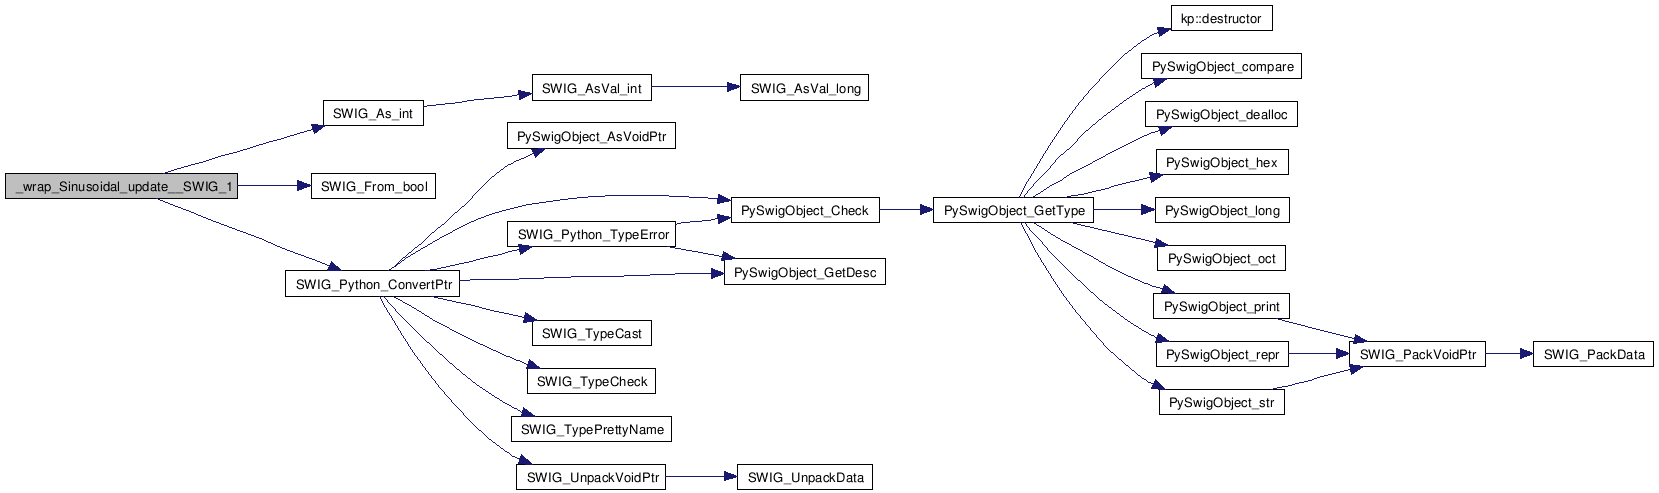 _wrap_Sinusoidal_update__SWIG_1
SWIG_As_int
SWIG_From_bool
SWIG_Python_ConvertPtr
SWIG_AsVal_int
PySwigObject_AsVoidPtr
SWIG_Python_TypeError
SWIG_TypeCast
SWIG_TypeCheck
SWIG_TypePrettyName
SWIG_UnpackVoidPtr
SWIG_AsVal_long
PySwigObject_Check
PySwigObject_GetDesc
SWIG_UnpackData
PySwigObject_GetType
kp::destructor
PySwigObject_compare
PySwigObject_dealloc
PySwigObject_hex
PySwigObject_long
PySwigObject_oct
PySwigObject_print
PySwigObject_repr
PySwigObject_str
SWIG_PackVoidPtr
SWIG_PackData